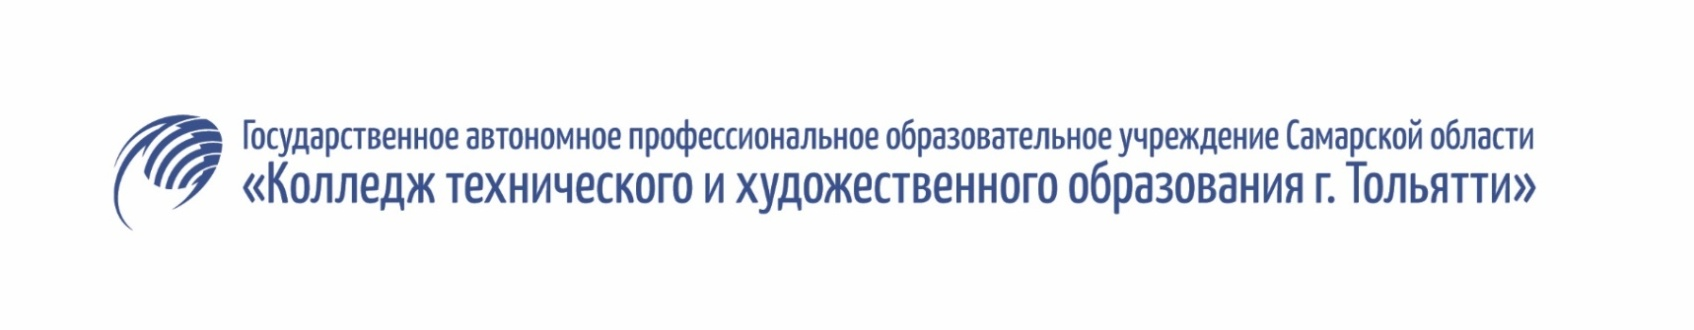 Государственное автономное профессиональное образовательное учреждение Самарской области
«Колледж технического и художественного образования г. Тольятти»